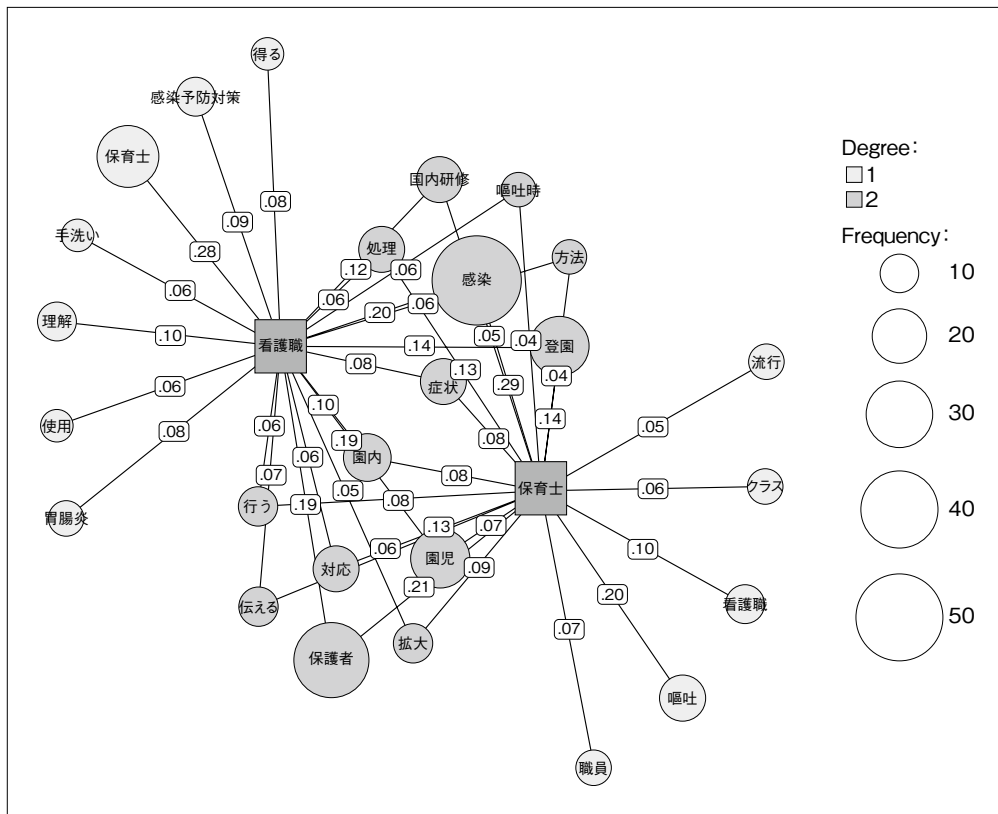 得る
感染予防対策
保育士
手洗い
理解
使用
胃腸炎
看護職
国内研修
嘔吐時
処理
感染
方法
登園
症状
園内
行う
対応
伝える
園児
保護者
拡大
保育士
流行
クラス
看護職
嘔吐
職員
.08
.09
.28
.06
.10
.06
.08
.12
.06
.06
.06
.20
.05
.04
.14
.04
.08
.13
.29
.14
.10
.08
.19
.06
.06
.08
.07
.05
.08
.19
.13
.07
.06
.09
.21
.05
.06
.10
.20
.07
Degree:
1
2
Frequency:
10
20
30
40
50